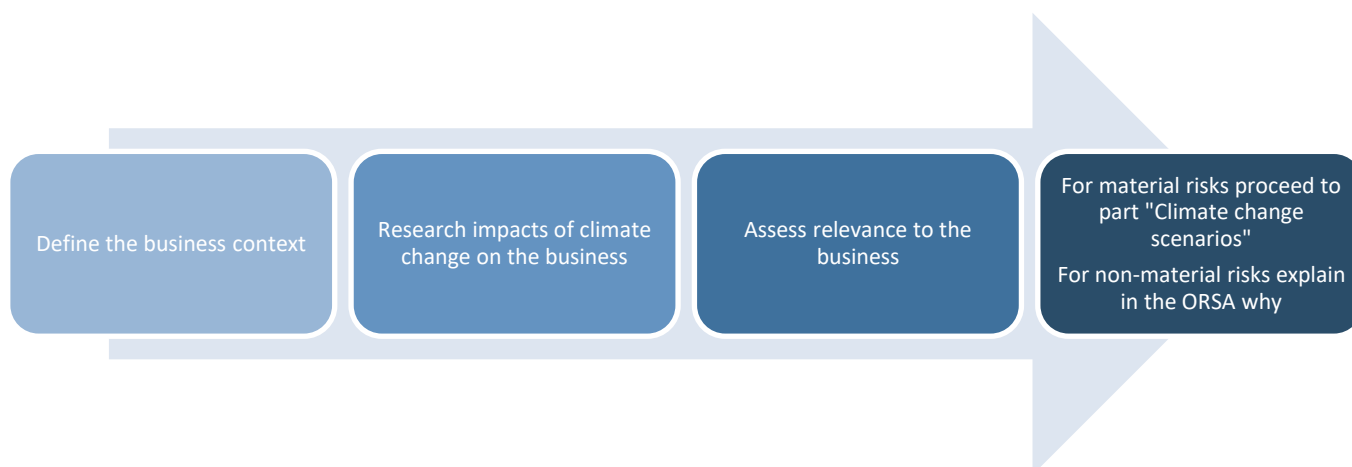 Define the business context
Research impacts of climate
change on the business
Assess relevance to the
business
For material risks proceed to
part "Climate change
scenarios"
For non-material risks explain
in the ORSA why